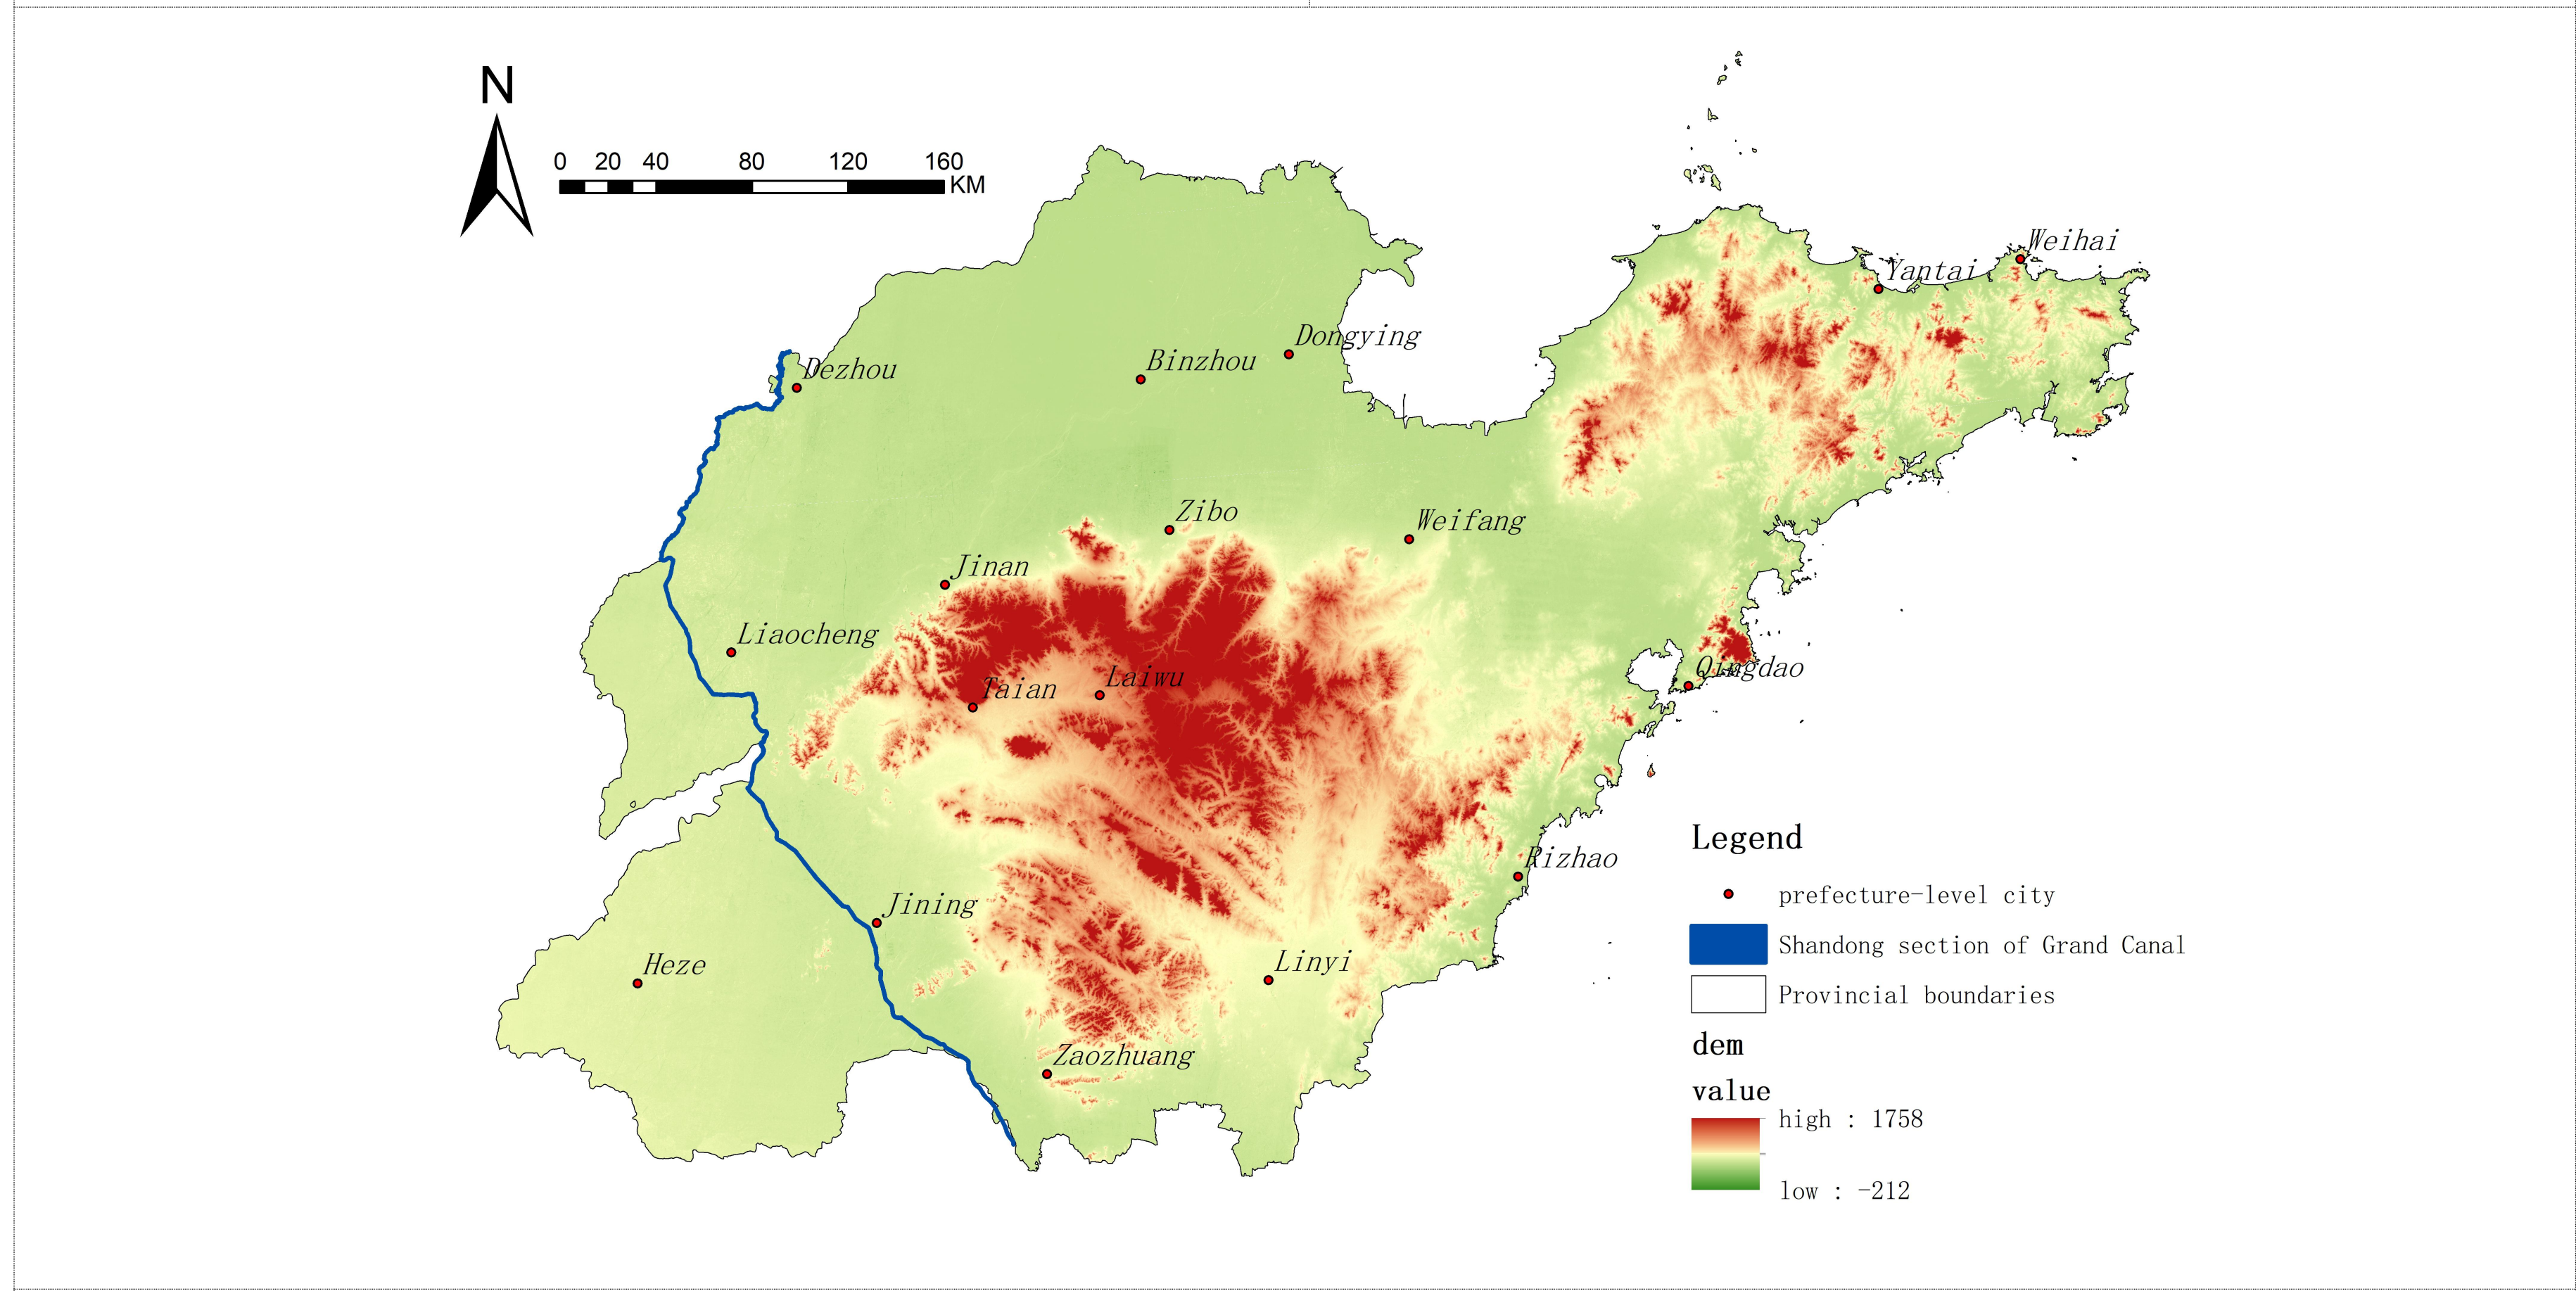 N
0 20 40 80 120 160
KM
Weihai
Yantai
Dongying
Binzhou
Dezhou
Zibo
Weifang
Jinan
Liaocheng
Qingdao
Laiwu
Taian
Legend
Rizhao
prefecture-level city
Jining
Shandong section of Grand Canal
Linyi
Heze
Provincial boundaries
dem
Zaozhuang
value
high : 1758
low : -212